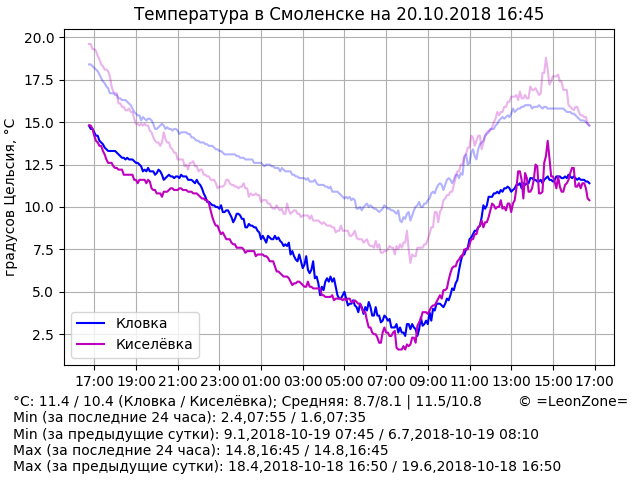 Температура в Смоленске на 20.10.2018 16:45
20.0
17.5
15.0
12.5
10.0
7.5
5.0
2.5
градусов Цельсия, °C
Кловка
Киселёвка
17:00 19:00 21:00 23:00 01:00 03:00 05:00 07:00 09:00 11:00 13:00 15:00 17:00
°C: 11.4 / 10.4 (Кловка / Киселёвка); Средняя: 8.7/8.1 | 11.5/10.8 © =LeonZone=
Min (за последние 24 часа): 2.4,07:55 / 1.6,07:35
Min (за предыдущие сутки): 9.1,2018-10-19 07:45 / 6.7,2018-10-19 08:10
Max (за последние 24 часа): 14.8,16:45 / 14.8,16:45
Max (за предыдущие сутки): 18.4,2018-10-18 16:50 / 19.6,2018-10-18 16:50